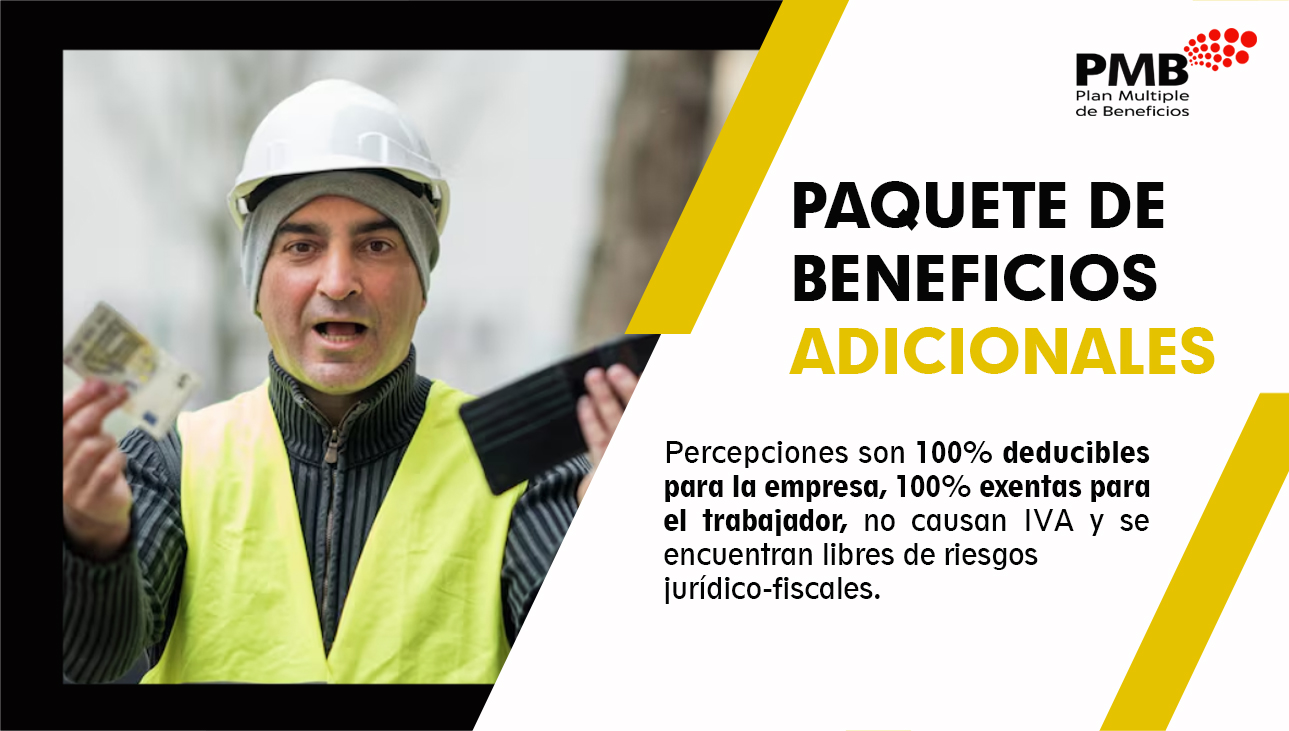 PMB
Plan Multiple
de Beneficios
PAQUETE DE
BENEFICIOS
ADICIONALES
Percepciones son 100% deducibles
para la empresa, 100% exentas para
el trabajador, no causan IVA y se
encuentran libres de riesgos
jurídico-fiscales.